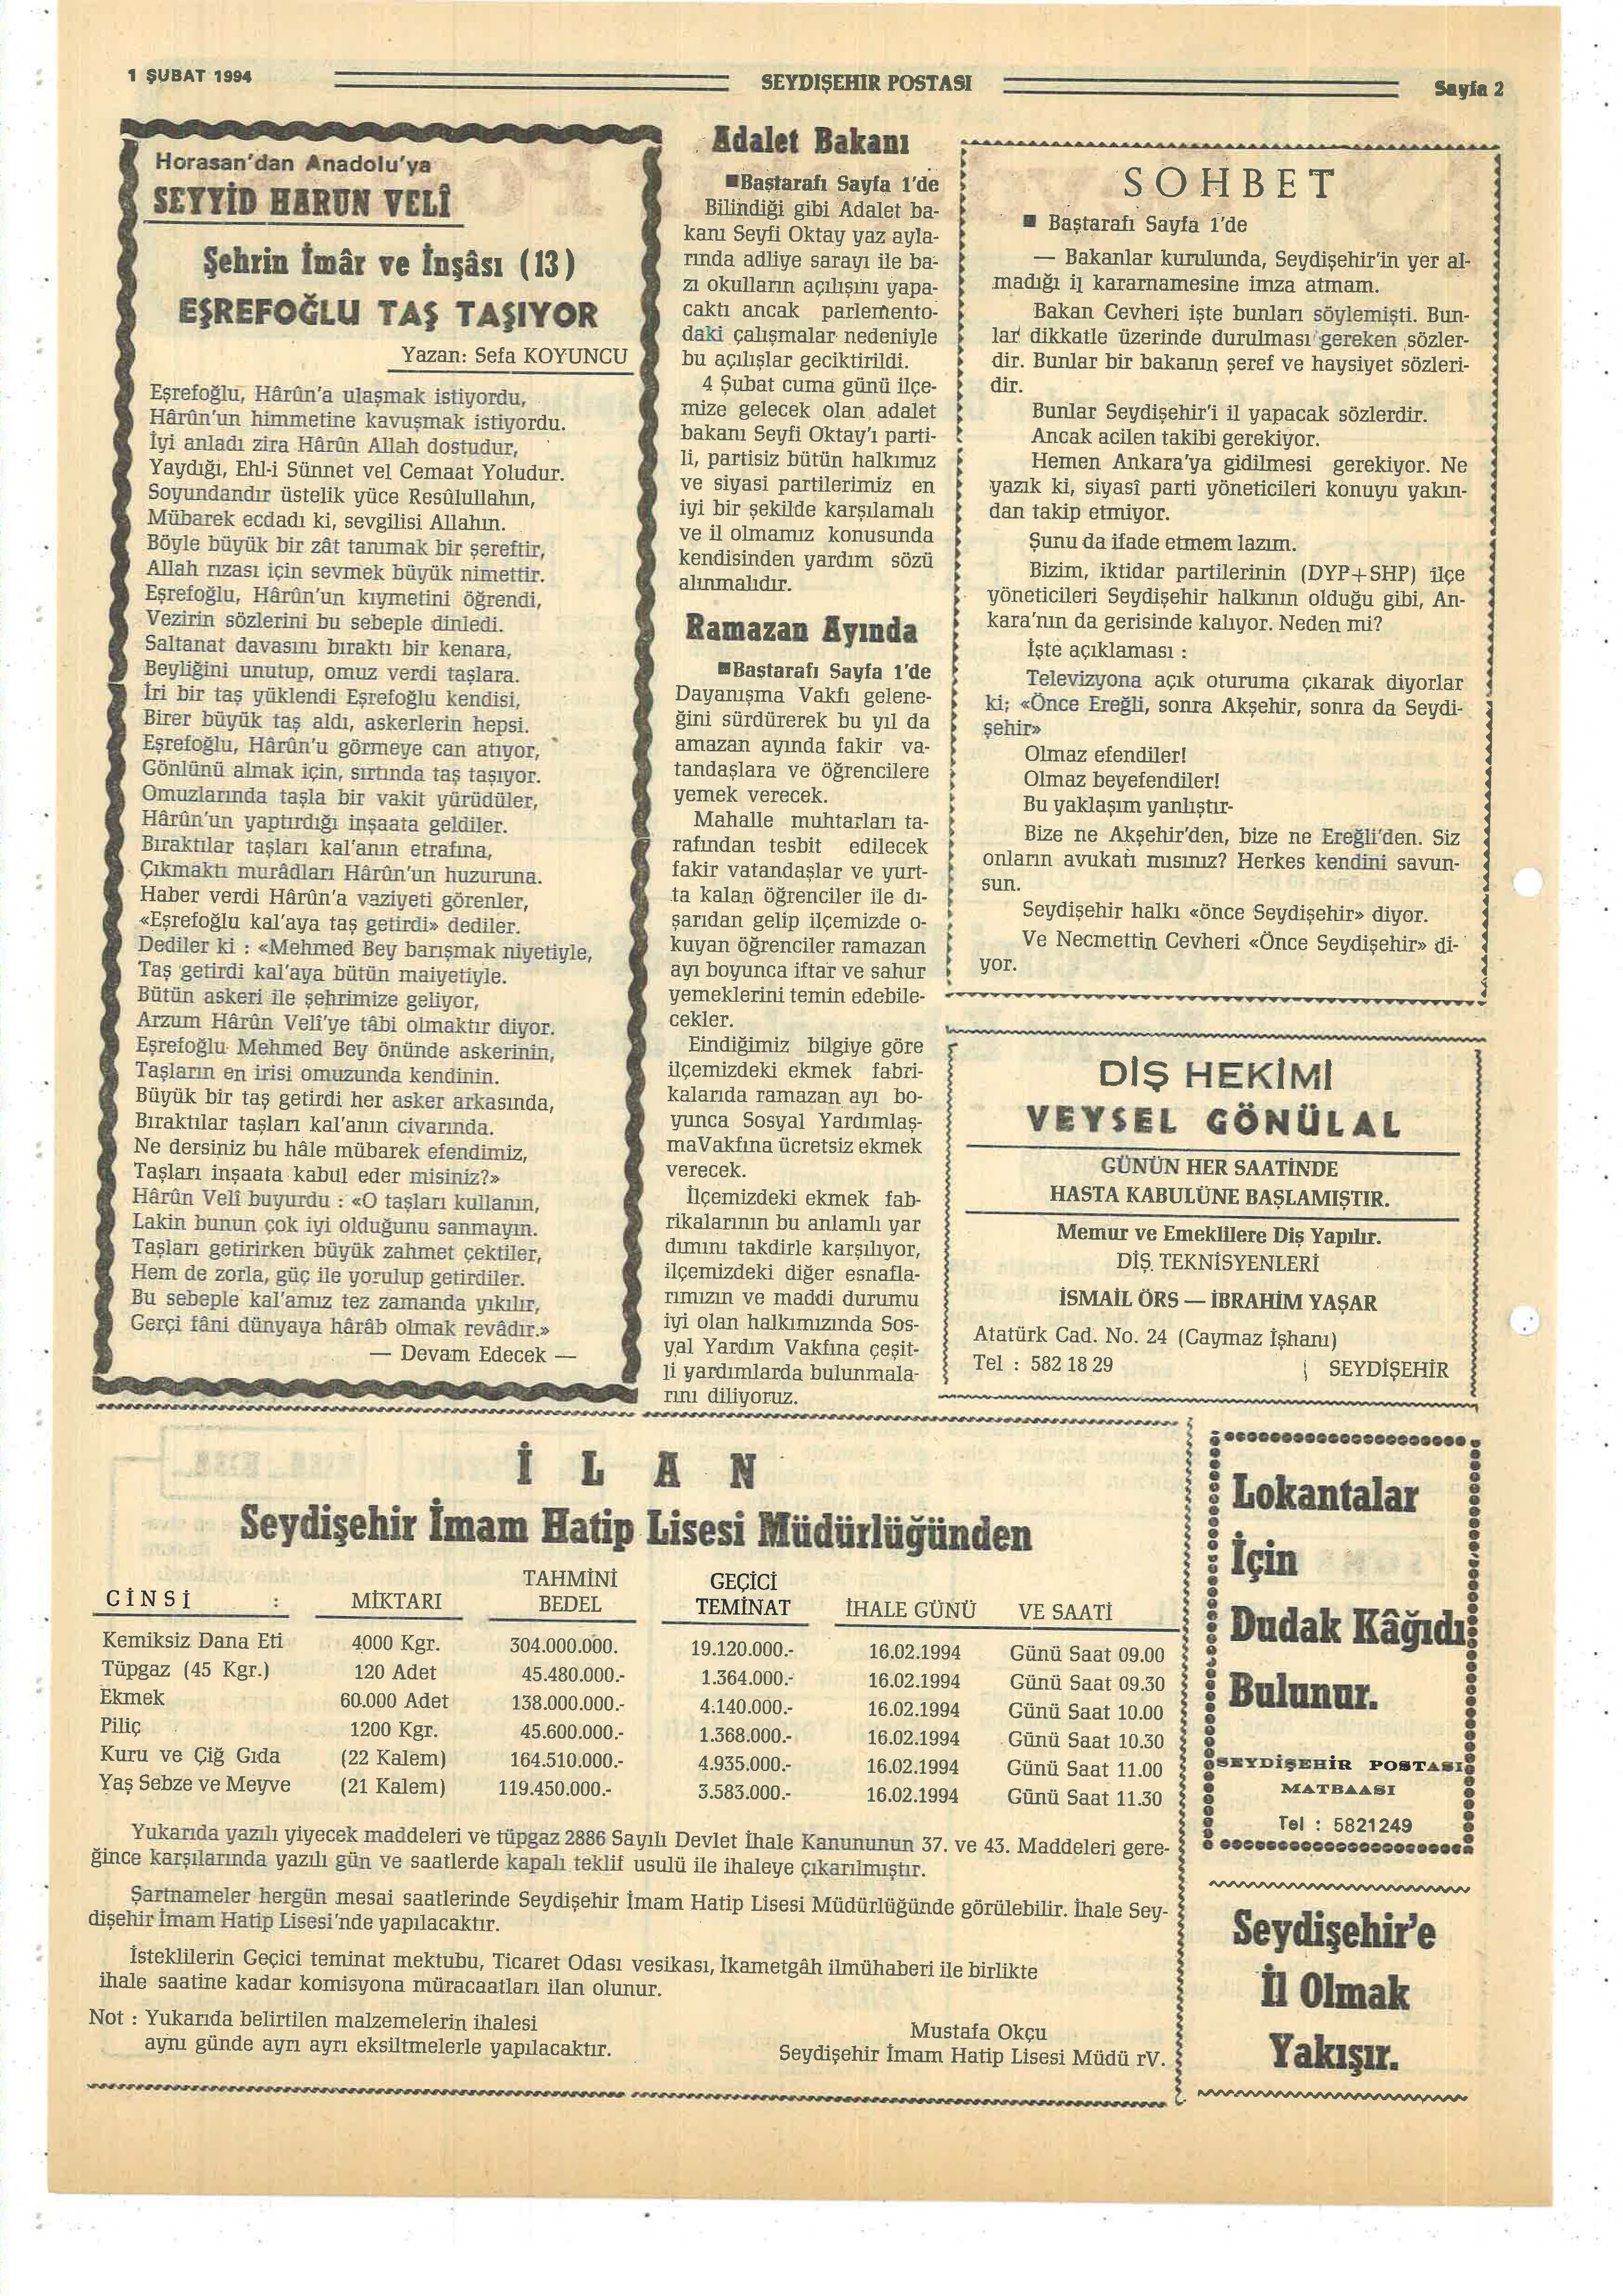 1 ŞUBAT 1994
SEYDİŞEHİR POSTASI
Sayfa 2
Horasan'dan Anadolu'ya
SEYYİD HARUN VELÎ
Şehrin İmâr ve İnşâsı (13)
EŞREFOĞLU TAŞ TAŞIYOR
Yazan: Sefa KOYUNCU
Eşrefoğlu, Hârûn'a ulaşmak istiyordu,
Hârûn'un himmetine kavuşmak istiyordu.
İyi anladı zira Hârûn Allah dostudur,
Yaydığı, Ehl-i Sünnet vel Cemaat Yoludur.
Soyundandır üstelik yüce Resûlullahın,
Mübarek ecdadı ki, sevgilisi Allahın.
Böyle büyük bir zât tanımak bir şereftir,
Allah rızası için sevmek büyük nimettir.
Eşrefoğlu, Hârûn'un kıymetini öğrendi,
Vezirin sözlerini bu sebeple dinledi.
Saltanat davasını bıraktı bir kenara,
Beyliğini unutup, omuz verdi taşlara.
İri bir taş yüklendi Eşrefoğlu kendisi,
Birer büyük taş aldı, askerlerin hepsi.
Eşrefoğlu, Hârûn'u görmeye can atıyor,
Gönlünü almak için, sırtında taş taşıyor.
Omuzlarında taşla bir vakit yürüdüler,
Hârûn'un yaptırdığı inşaata geldiler.
Bıraktılar taşları kal'anın etrafına,
Çıkmaktı murâdları Hârûn'un huzuruna.
Haber verdi Hârûn'a vaziyeti görenler,
«Eşrefoğlu kal'aya taş getirdi» dediler.
Dediler ki : «Mehmed Bey barışmak niyetiyle,
Taş getirdi kal'aya bütün maiyetiyle.
Bütün askeri ile şehrimize geliyor,
Arzum Hârûn Velî'ye tâbi olmaktır diyor.
Eşrefoğlu Mehmed Bey önünde askerinin,
Taşların en irisi omuzunda kendinin.
Büyük bir taş getirdi her asker arkasında,
Bıraktılar taşları kal'anın civarında.
Ne dersiniz bu hâle mübarek efendimiz,
Taşları inşaata kabul eder misiniz?»
Hârûn Velî buyurdu : «O taşları kullanın,
Lakin bunun çok iyi olduğunu sanmayın.
Taşları getirirken büyük zahmet çektiler,
Hem de zorla, güç ile yorulup getirdiler.
Bu sebeple kal'amız tez zamanda yıkılır,
Gerçi fâni dünyaya hârâb olmak revâdır.»
— Devam Edecek —
Adalet Bakanı
■Baştarafı Sayfa 1'de
Bilindiği gibi Adalet ba-
kanı Seyfi Oktay yaz ayla-
rında adliye sarayı ile ba-
zı okulların açılışını yapa-
caktı ancak parlemento-
daki çalışmalar nedeniyle
bu açılışlar geciktirildi.
4 Şubat cuma günü ilçe-
mize gelecek olan adalet
bakanı Seyfi Oktay'ı parti-
li, partisiz bütün halkımız
ve siyasi partilerimiz en
iyi bir şekilde karşılamalı
ve il olmamız konusunda
kendisinden yardım sözü
alınmalıdır.
Ramazan Ayında
■Baştarafı Sayfa 1'de
Dayanışma Vakfı gelene-
ğini sürdürerek bu yıl da
amazan ayında fakir va-
tandaşlara ve öğrencilere
yemek verecek.
Mahalle muhtarları ta-
rafından tesbit edilecek
fakir vatandaşlar ve yurt-
ta kalan öğrenciler ile dı-
şarıdan gelip ilçemizde o-
kuyan öğrenciler ramazan
ayı boyunca iftar ve sahur
yemeklerini temin edebile-
cekler.
Eindiğimiz bilgiye göre
ilçemizdeki ekmek fabri-
kalarıda ramazan ayı bo-
yunca Sosyal Yardımlaş-
maVakfına ücretsiz ekmek
verecek.
İlçemizdeki ekmek fab-
rikalarının bu anlamlı yar
dımını takdirle karşılıyor,
ilçemizdeki diğer esnafla-
rımızın ve maddi durumu
iyi olan halkımızında Sos-
yal Yardım Vakfına çeşit-
li yardımlarda bulunmala-
rını diliyoruz.
SOHBET
■ Baştarafı Sayfa 1'de
— Bakanlar kurulunda, Seydişehir'in yer al-
madığı il kararnamesine imza atmam.
Bakan Cevheri işte bunları söylemişti. Bun-
lar dikkatle üzerinde durulması gereken sözler-
dir. Bunlar bir bakanın şeref ve haysiyet sözleri-
dir.
Bunlar Seydişehir'i il yapacak sözlerdir.
Ancak acilen takibi gerekiyor.
Hemen Ankara'ya gidilmesi gerekiyor. Ne
yazık ki, siyasî parti yöneticileri konuyu yakın-
dan takip etmiyor.
Şunu da ifade etmem lazım.
Bizim, iktidar partilerinin (DYP+SHP) ilçe
yöneticileri Seydişehir halkının olduğu gibi, An-
kara'nın da gerisinde kalıyor. Neden mi?
İşte açıklaması :
Televizyona açık oturuma çıkarak diyorlar
ki; «Önce Ereğli, sonra Akşehir, sonra da Seydi-
şehir»
Olmaz efendiler!
Olmaz beyefendiler!
Bu yaklaşım yanlıştır-
Bize ne Akşehir'den, bize ne Ereğli'den. Siz
onların avukatı mısınız? Herkes kendini savun-
sun.
Seydişehir halkı «önce Seydişehir» diyor.
Ve Necmettin Cevheri «Önce Seydişehir» di-
yor.
DİŞ HEKİMİ
VEYSEL GÖNÜLAL
GÜNÜN HER SAATİNDE
HASTA KABULÜNE BAŞLAMIŞTIR.
Memur ve Emeklilere Diş Yapılır.
DİŞ TEKNİSYENLERİ
İSMAİL ÖRS — İBRAHİM YAŞAR
Atatürk Cad. No. 24 (Caymaz İşhanı)
Tel : 582 18 29 SEYDİŞEHİR
İLAN
Seydişehir İmam Hatip Lisesi Müdürlüğünden
CİNSİ : MİKTARI TAHMİNİ BEDEL GEÇİCİ TEMİNAT İHALE GÜNÜ VE SAATİ
Kemiksiz Dana Eti 4000 Kgr. 304.000.000. 19.120.000.- 16.02.1994 Günü Saat 09.00
Tüpgaz (45 Kgr.) 120 Adet 45.480.000.- 1.364.000.- 16.02.1994 Günü Saat 09.30
Ekmek 60.000 Adet 138.000.000.- 4.140.000.- 16.02.1994 Günü Saat 10.00
Piliç 1200 Kgr. 45.600.000.- 1.368.000.- 16.02.1994 Günü Saat 10.30
Kuru ve Çiğ Gıda (22 Kalem) 164.510.000.- 4.935.000.- 16.02.1994 Günü Saat 11.00
Yaş Sebze ve Meyve (21 Kalem) 119.450.000.- 3.583.000.- 16.02.1994 Günü Saat 11.30
Yukarıda yazılı yiyecek maddeleri ve tüpgaz 2886 Sayılı Devlet İhale Kanununun 37. ve 43. Maddeleri gere-
ğince karşılarında yazılı gün ve saatlerde kapalı teklif usulü ile ihaleye çıkarılmıştır.
Şartnameler hergün mesai saatlerinde Seydişehir İmam Hatip Lisesi Müdürlüğünde görülebilir. İhale Sey-
dişehir İmam Hatip Lisesi'nde yapılacaktır.
İsteklilerin Geçici teminat mektubu, Ticaret Odası vesikası, İkametgâh ilmühaberi ile birlikte
ihale saatine kadar komisyona müracaatları ilan olunur.
Not : Yukarıda belirtilen malzemelerin ihalesi
aynı günde ayrı ayrı eksiltmelerle yapılacaktır.
Mustafa Okçu
Seydişehir İmam Hatip Lisesi Müdü rV.
Lokantalar
İçin
Dudak Kâğıdı
Bulunur.
SEYDİŞEHİR POSTASI
MATBAASI
Tel : 5821249
Seydişehir'e
İl Olmak
Yakışır.